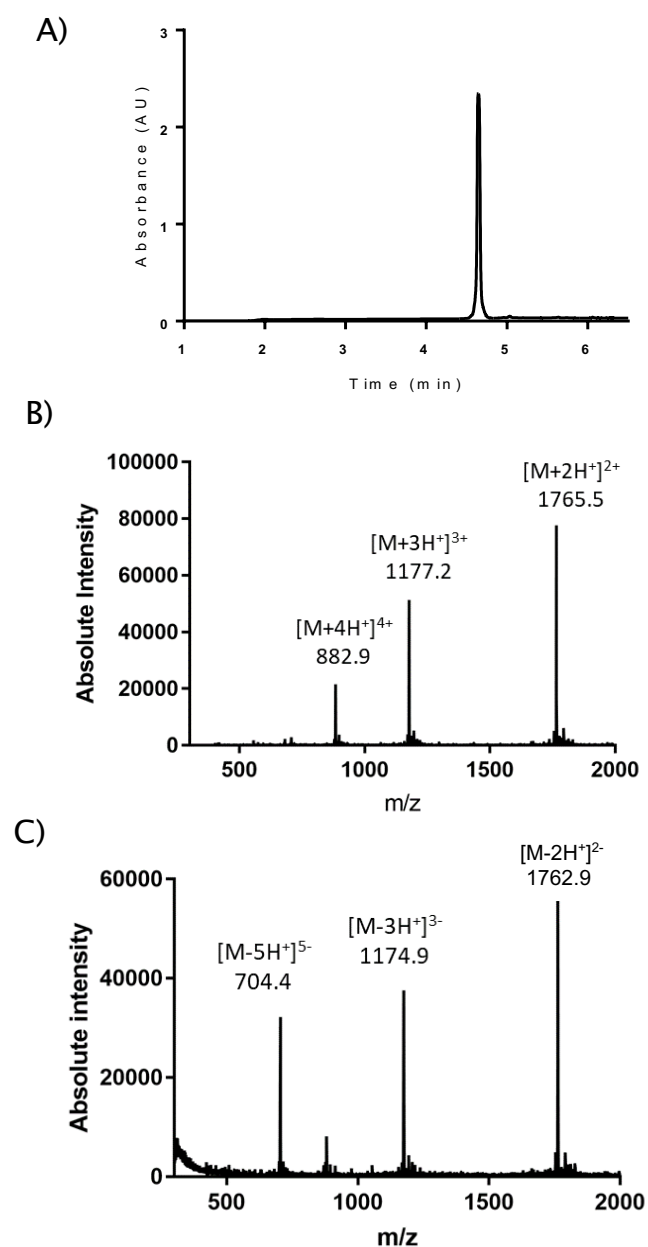 A)
3
2
1
0
Absorbance (AU)
1 2 3 4 5 6
Time (min)
B)
100000
80000
60000
40000
20000
0
Absolute Intensity
[M+2H⁺]²⁺
1765.5
[M+3H⁺]³⁺
1177.2
[M+4H⁺]⁴⁺
882.9
500 1000 1500 2000
m/z
C)
60000
40000
20000
0
Absolute intensity
[M-2H⁺]²⁻
1762.9
[M-3H⁺]³⁻
1174.9
[M-5H⁺]⁵⁻
704.4
500 1000 1500 2000
m/z